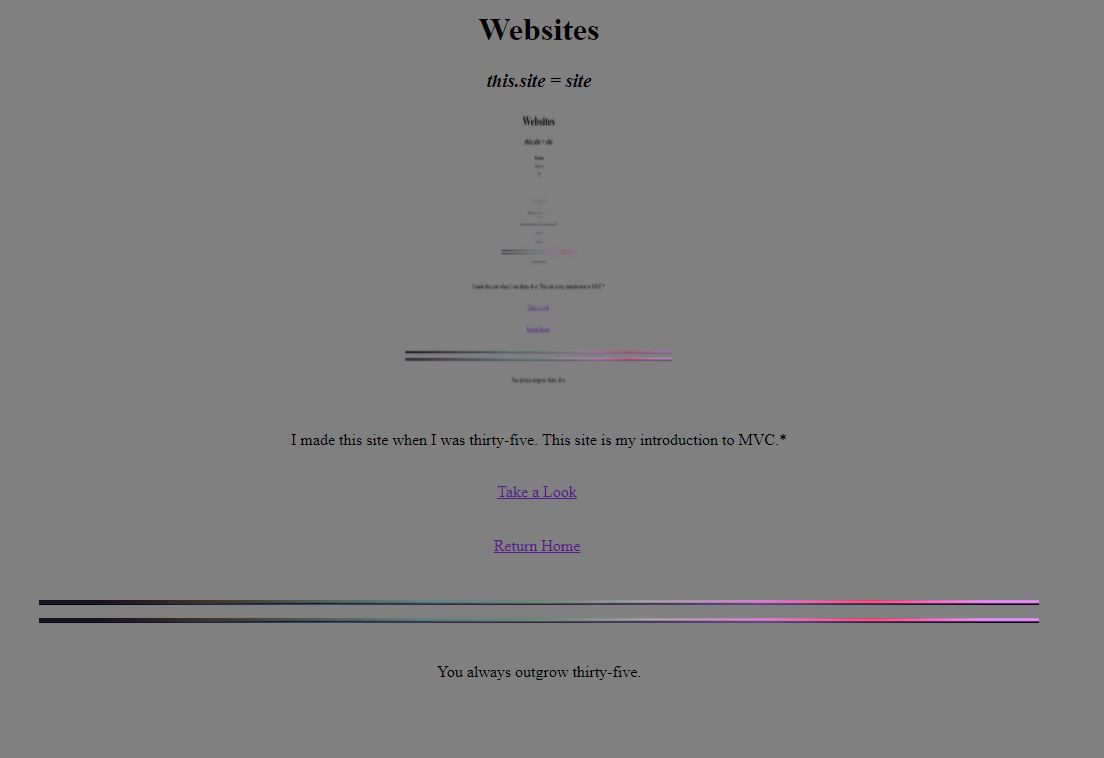 Websites
this.site = site
Websites
this.site = site
I made this site when I was thirty-five. This site is my introduction to MVC.*
Take a Look
Return Home
You always outgrow thirty-five.
I made this site when I was thirty-five. This site is my introduction to MVC.*
Take a Look
Return Home
You always outgrow thirty-five.